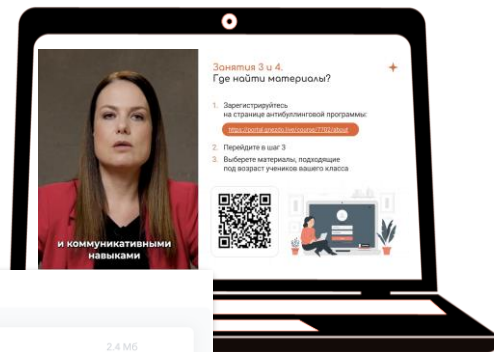 Занятия 3 и 4.
Где найти материалы?
1. Зарегистрируйтесь
на странице антибуллинговой программы:
https://portal.gnezdo.live/course/7702/about
2. Перейдите в шаг 3
3. Выберете материалы, подходящие
под возраст учеников вашего класса
и коммуникативными
навыками
2.4 Мб